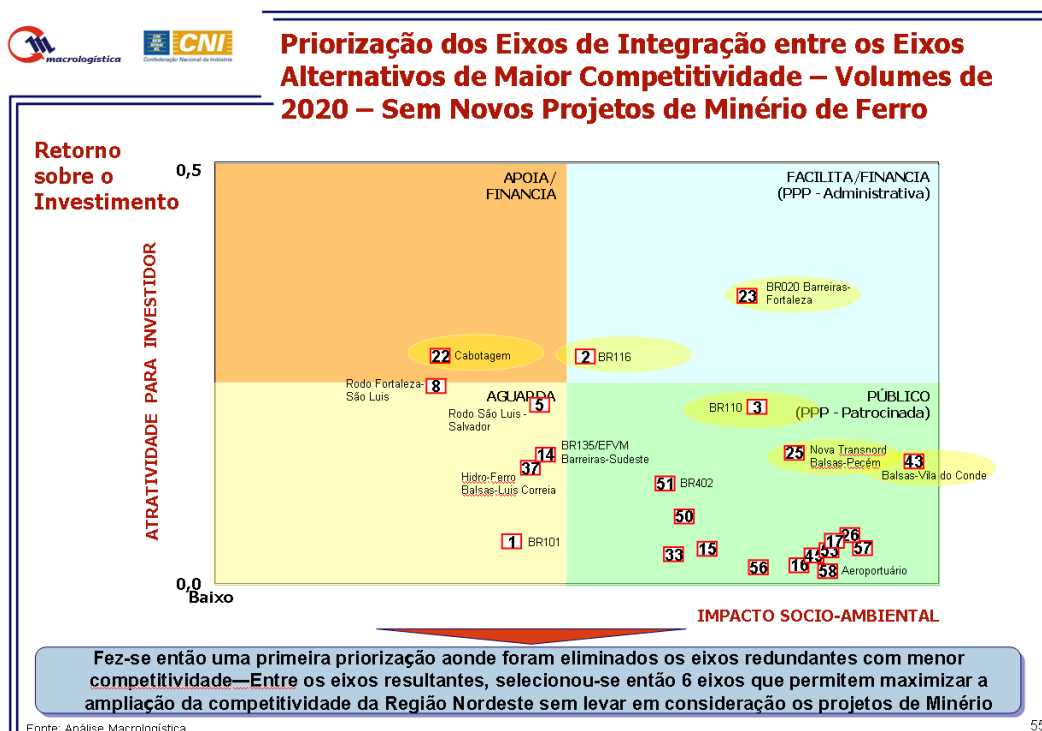 macrologística
CNI
Confederação Nacional da Indústria
Priorização dos Eixos de Integração entre os Eixos
Alternativos de Maior Competitividade – Volumes de
2020 – Sem Novos Projetos de Minério de Ferro
Retorno
sobre o
Investimento
0,5
APOIA/
FINANCIA
FACILITA/FINANCIA
(PPP - Administrativa)
ATRATIVIDADE PARA INVESTIDOR
23
BR020 Barreiras-
Fortaleza
22
Cabotagem
2
BR116
Rodo Fortaleza-
São Luis
8
AGUARDA
5
Rodo São Luis -
Salvador
PÚBLICO
(PPP - Patrocinada)
BR110
3
14
BR135/EFVM
Barreiras-Sudeste
37
Hidro-Ferro
Balsas-Luis Correia
25
Nova Transnord
Balsas-Pecém
43
Balsas-Vila do Conde
51
BR402
50
1
BR101
33
15
56
16
45
53
17
26
57
58
Aeroportuário
0,0
Baixo
IMPACTO SOCIO-AMBIENTAL
Fez-se então uma primeira priorização aonde foram eliminados os eixos redundantes com menor
competitividade—Entre os eixos resultantes, selecionou-se então 6 eixos que permitem maximizar a
ampliação da competitividade da Região Nordeste sem levar em consideração os projetos de Minério
Fonte: Análise Macrologística
55